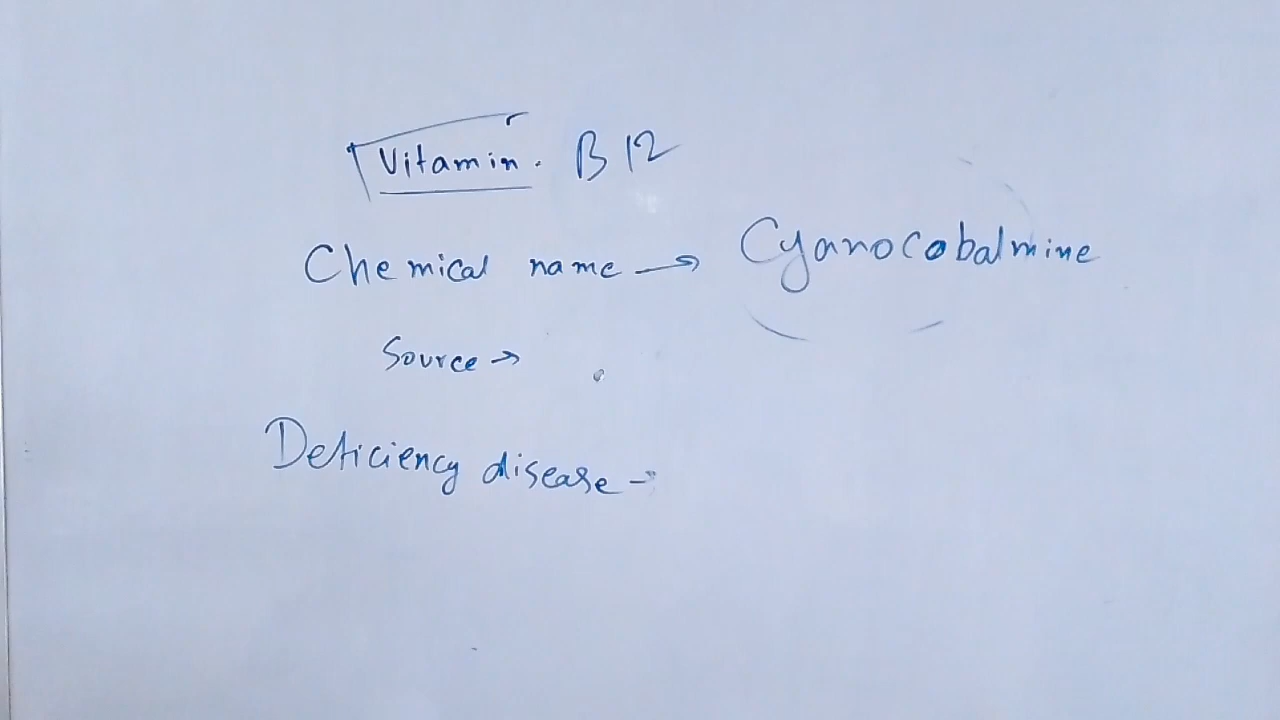 Vitamin. B12
Chemical name → Cyanocobalmine
Source →
Deficiency disease →